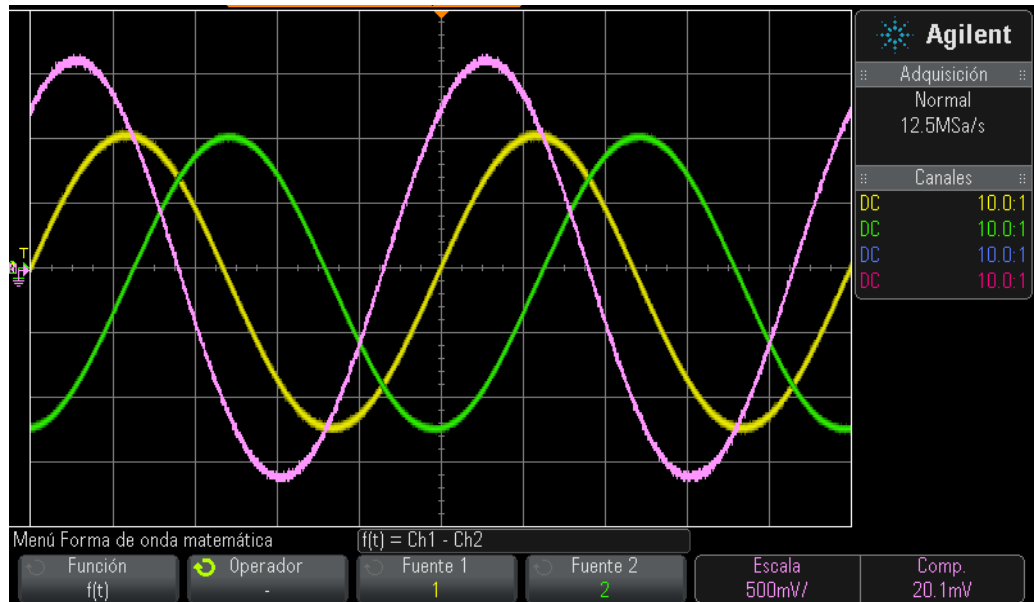 Agilent
Adquisición
Normal
12.5MSa/s
Canales
DC 10.0:1
DC 10.0:1
DC 10.0:1
DC 10.0:1
T
Menú Forma de onda matemática
f(t) = Ch1 - Ch2
Función
f(t)
Operador
-
Fuente 1
1
Fuente 2
2
Escala
500mV/
Comp.
20.1mV